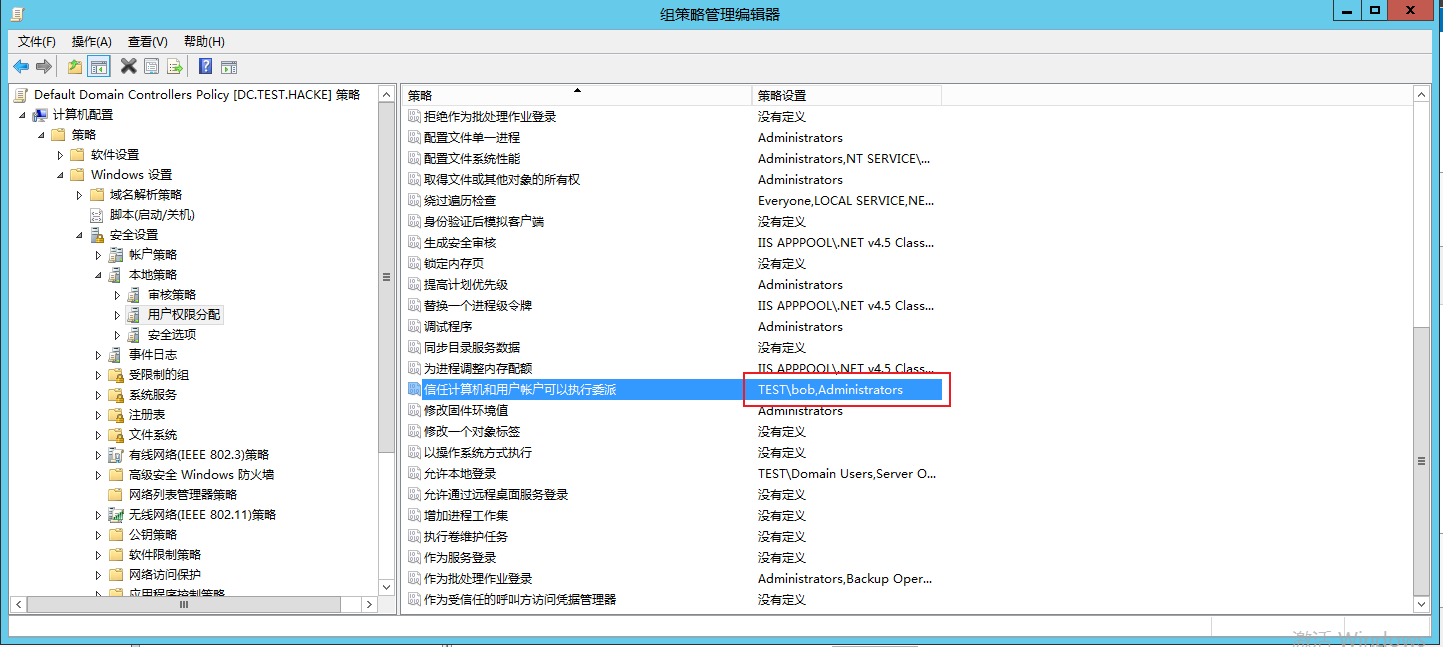 组策略管理编辑器
文件(F) 操作(A) 查看(V) 帮助(H)
Default Domain Controllers Policy [DC.TEST.HACKE] 策略
计算机配置
策略
软件设置
Windows 设置
域名解析策略
脚本(启动/关机)
安全设置
帐户策略
本地策略
审核策略
用户权限分配
安全选项
事件日志
受限制的组
系统服务
注册表
文件系统
有线网络(IEEE 802.3)策略
高级安全 Windows 防火墙
网络列表管理器策略
无线网络(IEEE 802.11)策略
公钥策略
软件限制策略
网络访问保护
应用程序控制策略
策略 策略设置
拒绝作为批处理作业登录 没有定义
配置文件单一进程 Administrators
配置文件系统性能 Administrators,NT SERVICE\...
取得文件或其他对象的所有权 Administrators
绕过遍历检查 Everyone,LOCAL SERVICE,NE...
身份验证后模拟客户端 没有定义
生成安全审核 IIS APPPOOL\.NET v4.5 Class...
锁定内存页 没有定义
提高计划优先级 Administrators
替换一个进程级令牌 IIS APPPOOL\.NET v4.5 Class...
调试程序 Administrators
同步目录服务数据 没有定义
为进程调整内存配额 IIS APPPOOL\.NET v4.5 Class...
信任计算机和用户帐户可以执行委派 TEST\bob,Administrators
修改固件环境值 Administrators
修改一个对象标签 没有定义
以操作系统方式执行 没有定义
允许本地登录 TEST\Domain Users,Server O...
允许通过远程桌面服务登录 没有定义
增加进程工作集 没有定义
执行卷维护任务 没有定义
作为服务登录 没有定义
作为批处理作业登录 Administrators,Backup Oper...
作为受信任的呼叫方访问凭据管理器 没有定义
激活 Windows